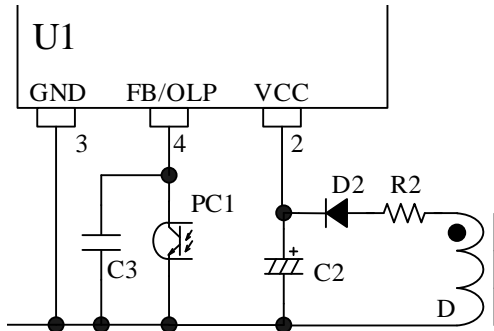 U1
GND FB/OLP VCC
3 4 2
D2 R2
PC1
+
C3 C2
D